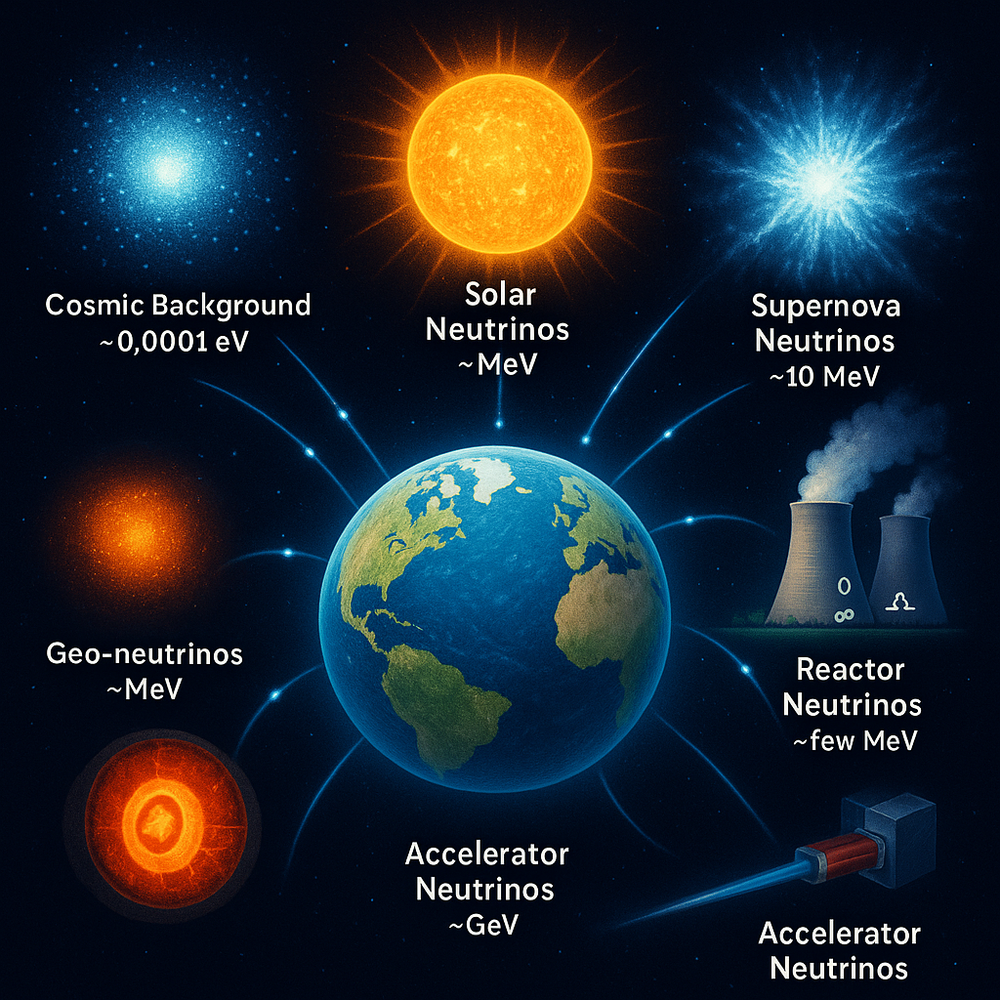 Cosmic Background
~0,0001 eV
Solar
Neutrinos
~MeV
Supernova
Neutrinos
~10 MeV
Geo-neutrinos
~MeV
Reactor
Neutrinos
~few MeV
Accelerator
Neutrinos
~GeV
Accelerator
Neutrinos